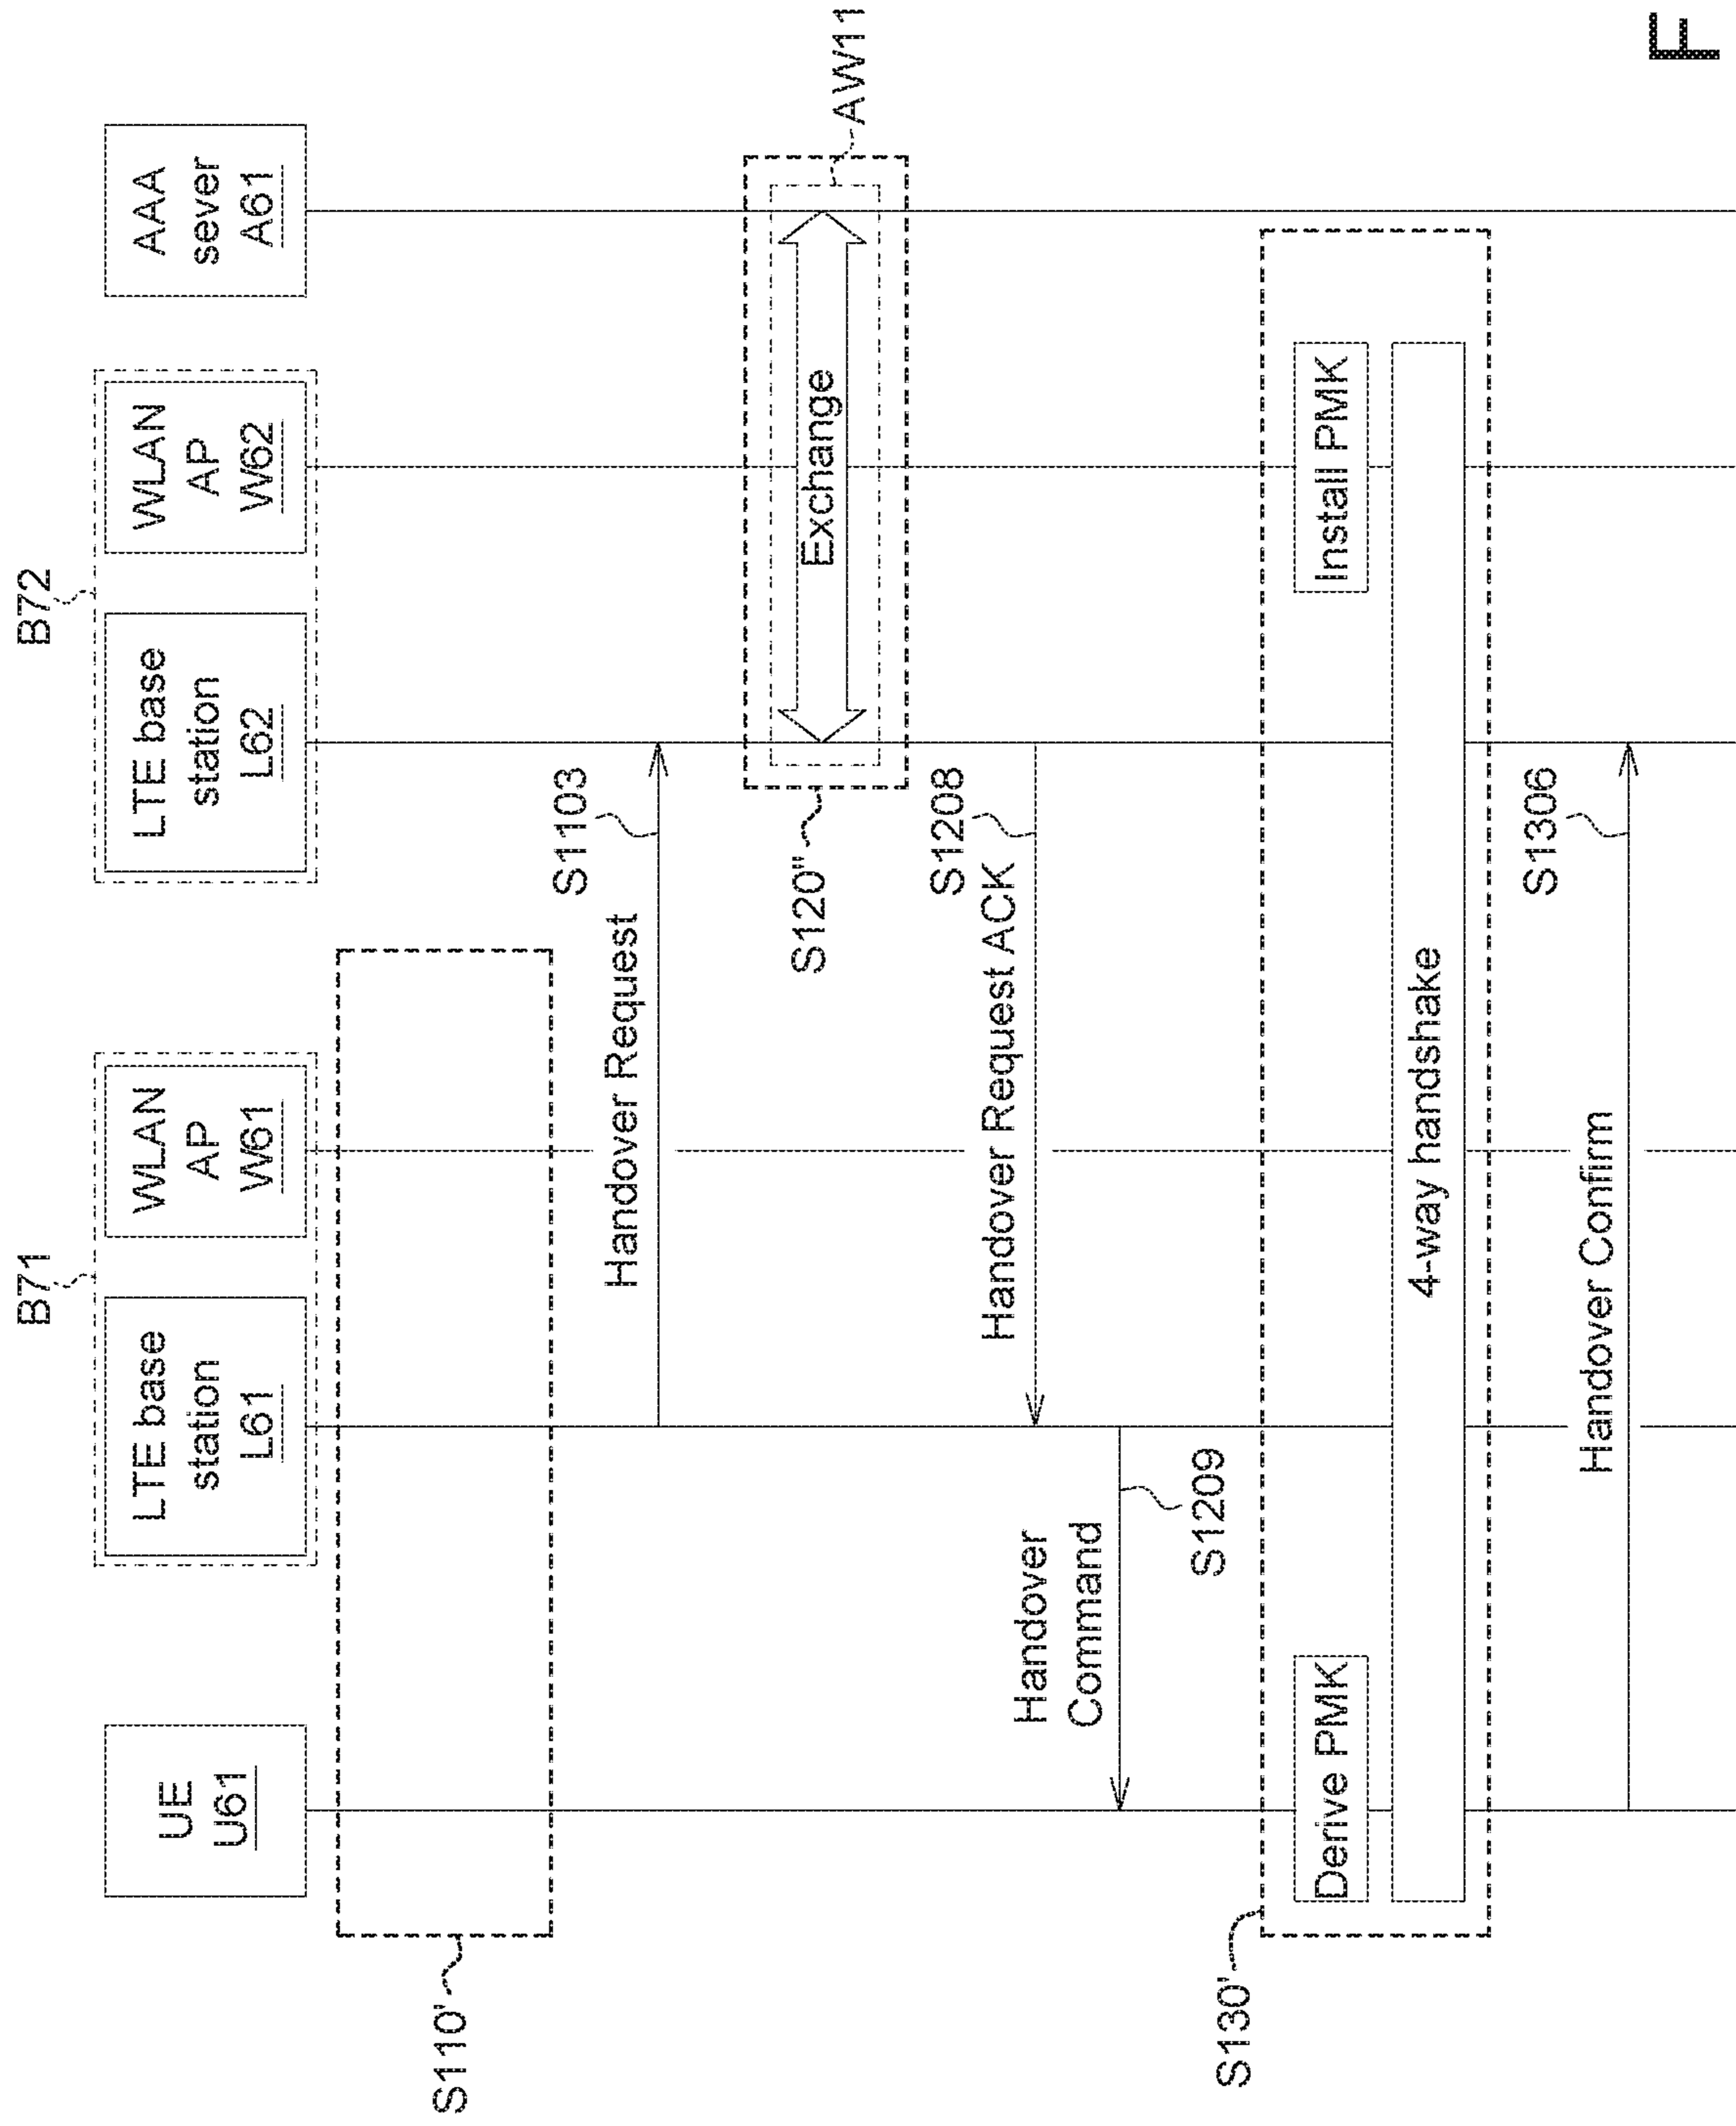 B71
B72
UE
U61
LTE base
station
L61
WLAN
AP
W61
LTE base
station
L62
WLAN
AP
W62
AAA
sever
A61
S110'
Handover Request
S1103
S120"
Exchange
AW11
Handover Request ACK
S1208
Handover
Command
S1209
S130'
Derive PMK
Install PMK
4-way handshake
Handover Confirm
S1306
F